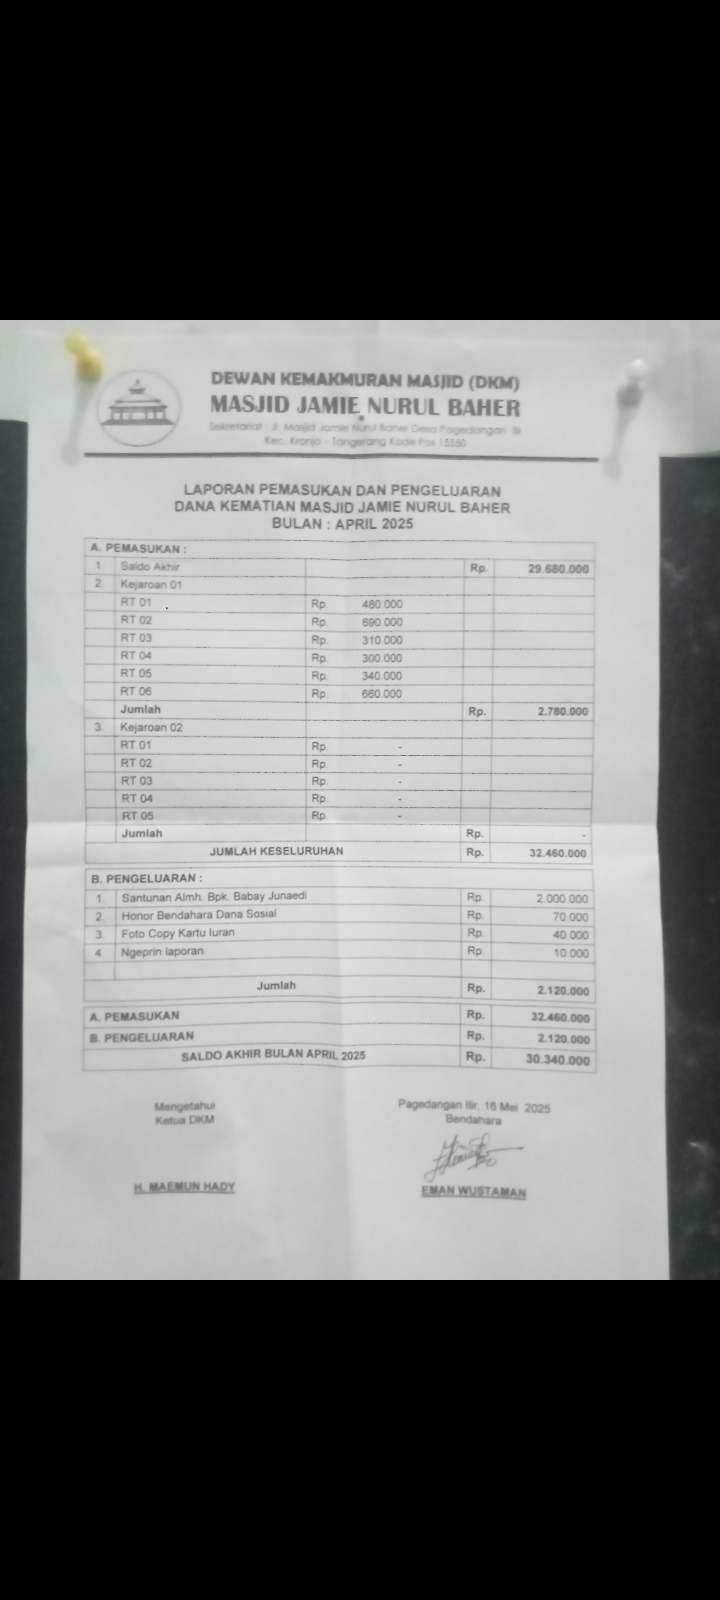 DEWAN KEMAKMURAN MASJID (DKM)
MASJID JAMIE NURUL BAHER
Sekretariat : Jl. Masjid Jamie Nurul Baher Desa Pagedangan Ilir
Kec. Kronjo - Tangerang Kode Pos 15550
LAPORAN PEMASUKAN DAN PENGELUARAN
DANA KEMATIAN MASJID JAMIE NURUL BAHER
BULAN : APRIL 2025
A. PEMASUKAN :
1 Saldo Akhir Rp. 29.680.000
2 Kejaroan 01
RT 01 Rp. 480.000
RT 02 Rp. 690.000
RT 03 Rp. 310.000
RT 04 Rp. 300.000
RT 05 Rp. 340.000
RT 06 Rp. 660.000
Jumlah Rp. 2.780.000
3 Kejaroan 02
RT 01 Rp. -
RT 02 Rp. -
RT 03 Rp. -
RT 04 Rp. -
RT 05 Rp. -
Jumlah Rp. -
JUMLAH KESELURUHAN Rp. 32.460.000
B. PENGELUARAN :
1. Santunan Almh. Bpk. Babay Junaedi Rp. 2.000.000
2. Honor Bendahara Dana Sosial Rp. 70.000
3 Foto Copy Kartu Iuran Rp. 40.000
4 Ngeprin laporan Rp. 10.000
Jumlah Rp. 2.120.000
A. PEMASUKAN Rp. 32.460.000
B. PENGELUARAN Rp. 2.120.000
SALDO AKHIR BULAN APRIL 2025 Rp. 30.340.000
Mengetahui
Ketua DKM
Pagedangan Ilir, 16 Mei 2025
Bendahara
H. MAEMUN HADY
EMAN WUSTAMAN